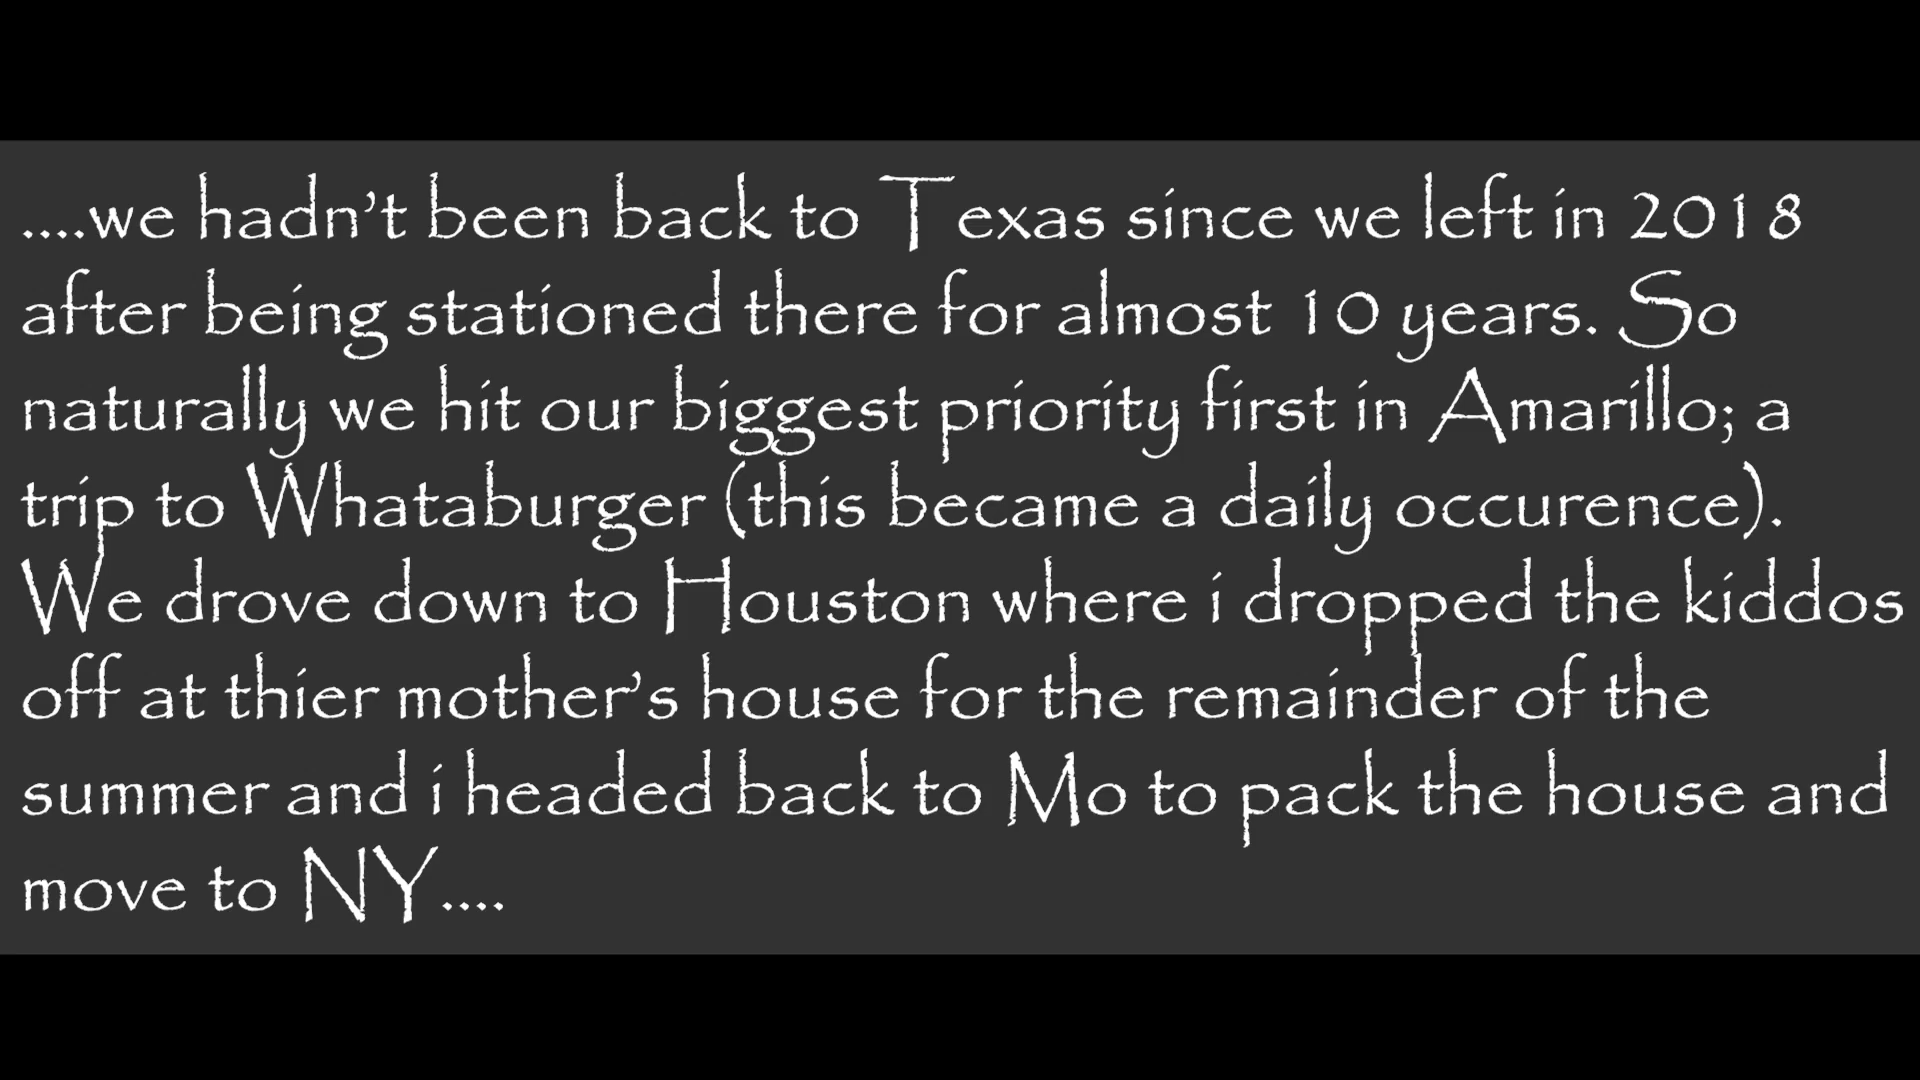 ....we hadn't been back to Texas since we left in 2018
after being stationed there for almost 10 years. So
naturally we hit our biggest priority first in Amarillo; a
trip to Whataburger (this became a daily occurence).
We drove down to Houston where i dropped the kiddos
off at thier mother's house for the remainder of the
summer and i headed back to Mo to pack the house and
move to NY....